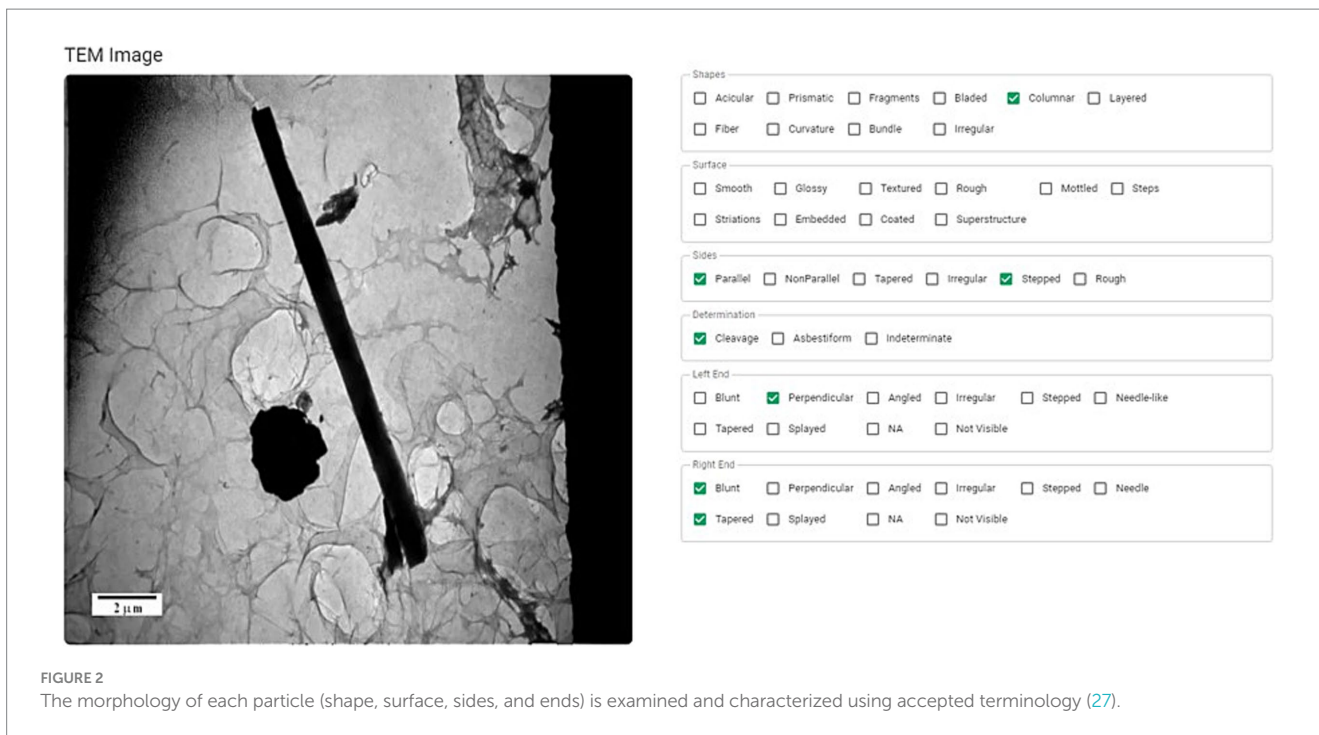 TEM Image
2 μm
Shapes
Acicular Prismatic Fragments Bladed Columnar Layered
Fiber Curvature Bundle Irregular
Surface
Smooth Glossy Textured Rough Mottled Steps
Striations Embedded Coated Superstructure
Sides
Parallel NonParallel Tapered Irregular Stepped Rough
Determination
Cleavage Asbestiform Indeterminate
Left End
Blunt Perpendicular Angled Irregular Stepped Needle-like
Tapered Splayed NA Not Visible
Right End
Blunt Perpendicular Angled Irregular Stepped Needle
Tapered Splayed NA Not Visible
FIGURE 2
The morphology of each particle (shape, surface, sides, and ends) is examined and characterized using accepted terminology (27).